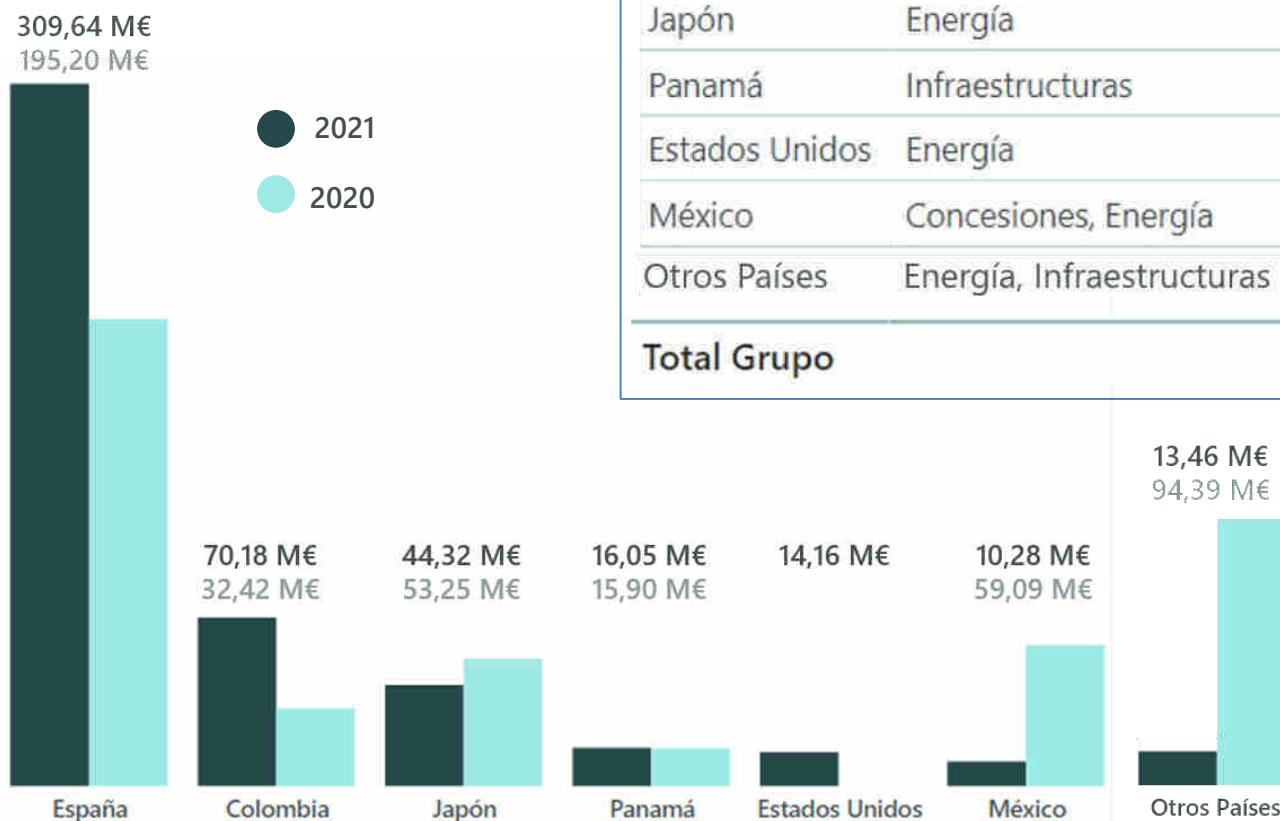 309,64 M€
195,20 M€
2021
2020
Japón Energía
Panamá Infraestructuras
Estados Unidos Energía
México Concesiones, Energía
Otros Países Energía, Infraestructuras
Total Grupo
13,46 M€
94,39 M€
70,18 M€ 44,32 M€ 16,05 M€ 14,16 M€ 10,28 M€
32,42 M€ 53,25 M€ 15,90 M€ 59,09 M€
España Colombia Japón Panamá Estados Unidos México Otros Países